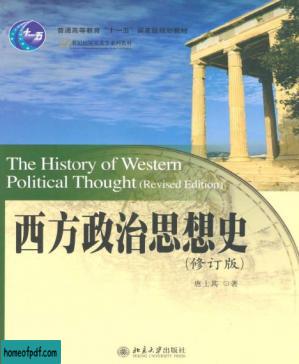 普通高等教育“十一五”国家级规划教材
The History of Western
Political Thought (Revised Edition)
西方政治思想史
(修订版)
唐士其 ◎ 著
北京大学出版社
homeofpdf.com